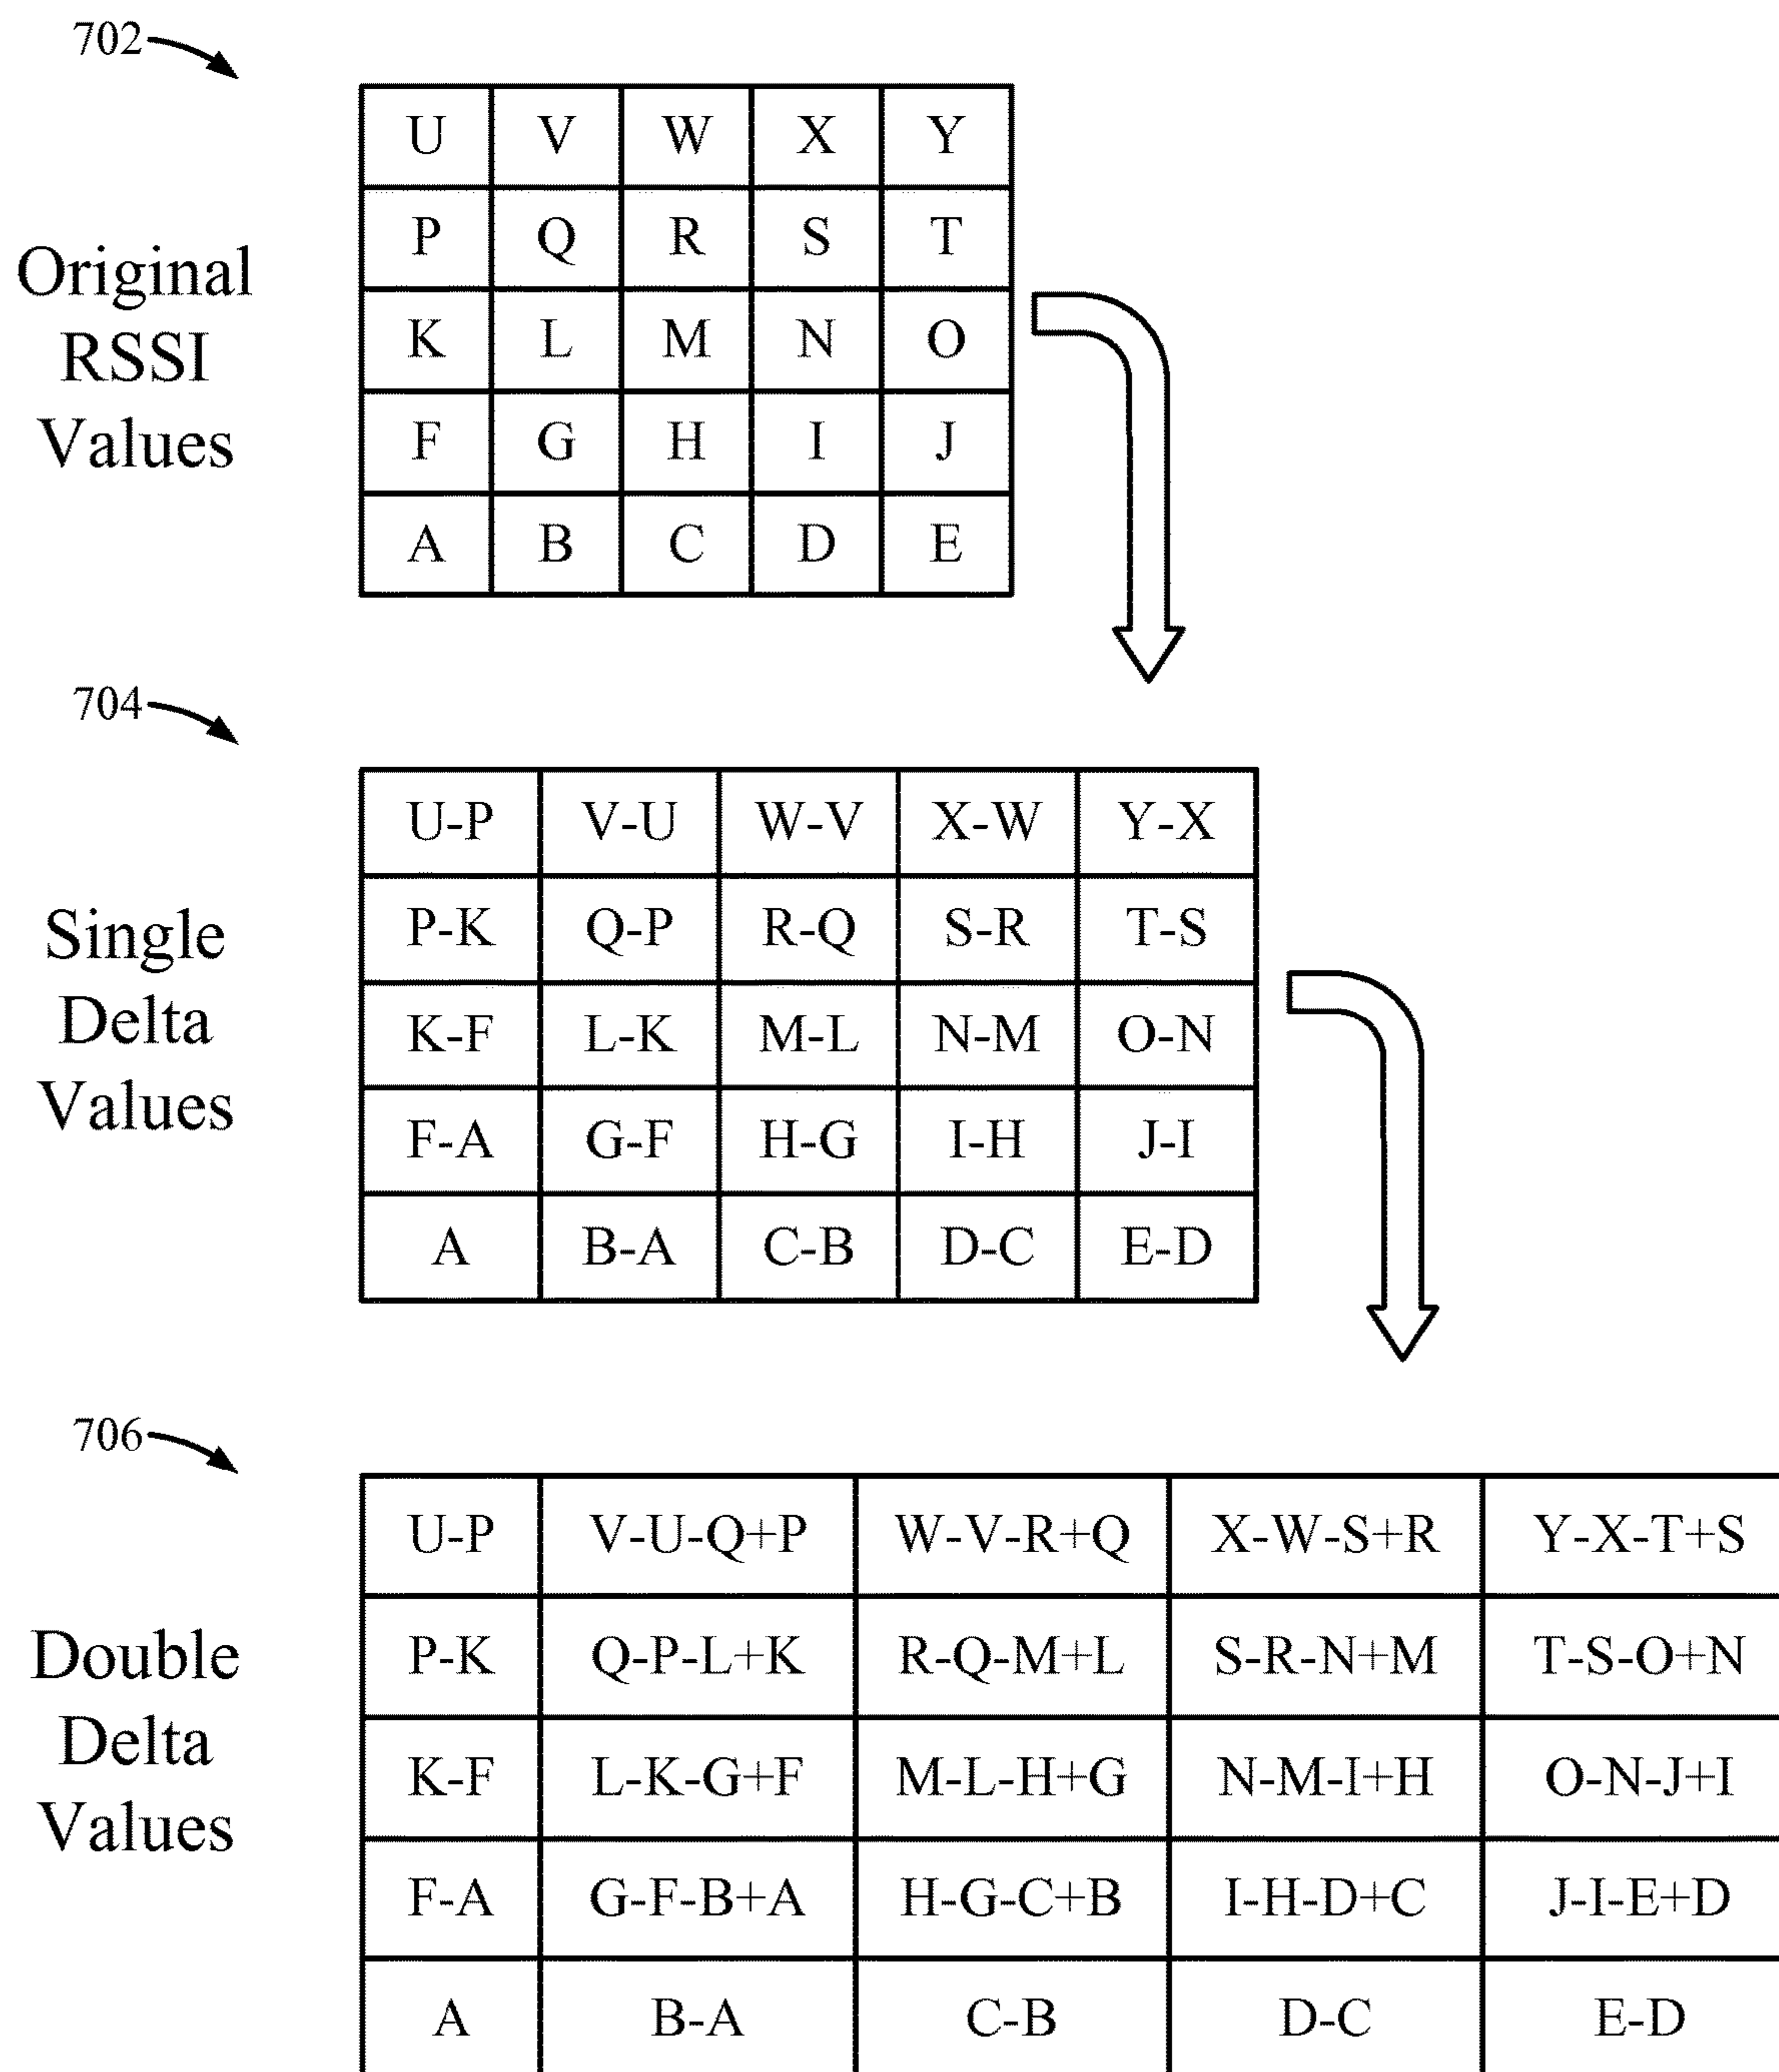 702
U V W X Y
P Q R S T
K L M N O
F G H I J
A B C D E
Original
RSSI
Values
704
U-P V-U W-V X-W Y-X
P-K Q-P R-Q S-R T-S
K-F L-K M-L N-M O-N
F-A G-F H-G I-H J-I
A B-A C-B D-C E-D
Single
Delta
Values
706
U-P V-U-Q+P W-V-R+Q X-W-S+R Y-X-T+S
P-K Q-P-L+K R-Q-M+L S-R-N+M T-S-O+N
K-F L-K-G+F M-L-H+G N-M-I+H O-N-J+I
F-A G-F-B+A H-G-C+B I-H-D+C J-I-E+D
A B-A C-B D-C E-D
Double
Delta
Values